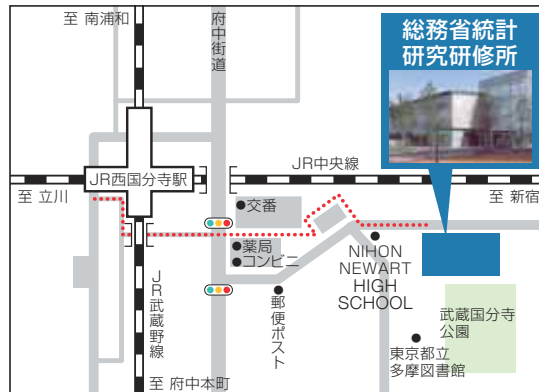 至 南浦和
府中街道
総務省統計
研究研修所
JR中央線
JR西国分寺駅
至 立川
至 新宿
交番
薬局
コンビニ
NIHON
NEWART
HIGH
SCHOOL
JR武蔵野線
郵便ポスト
武蔵国分寺
公園
東京都立
多摩図書館
至 府中本町